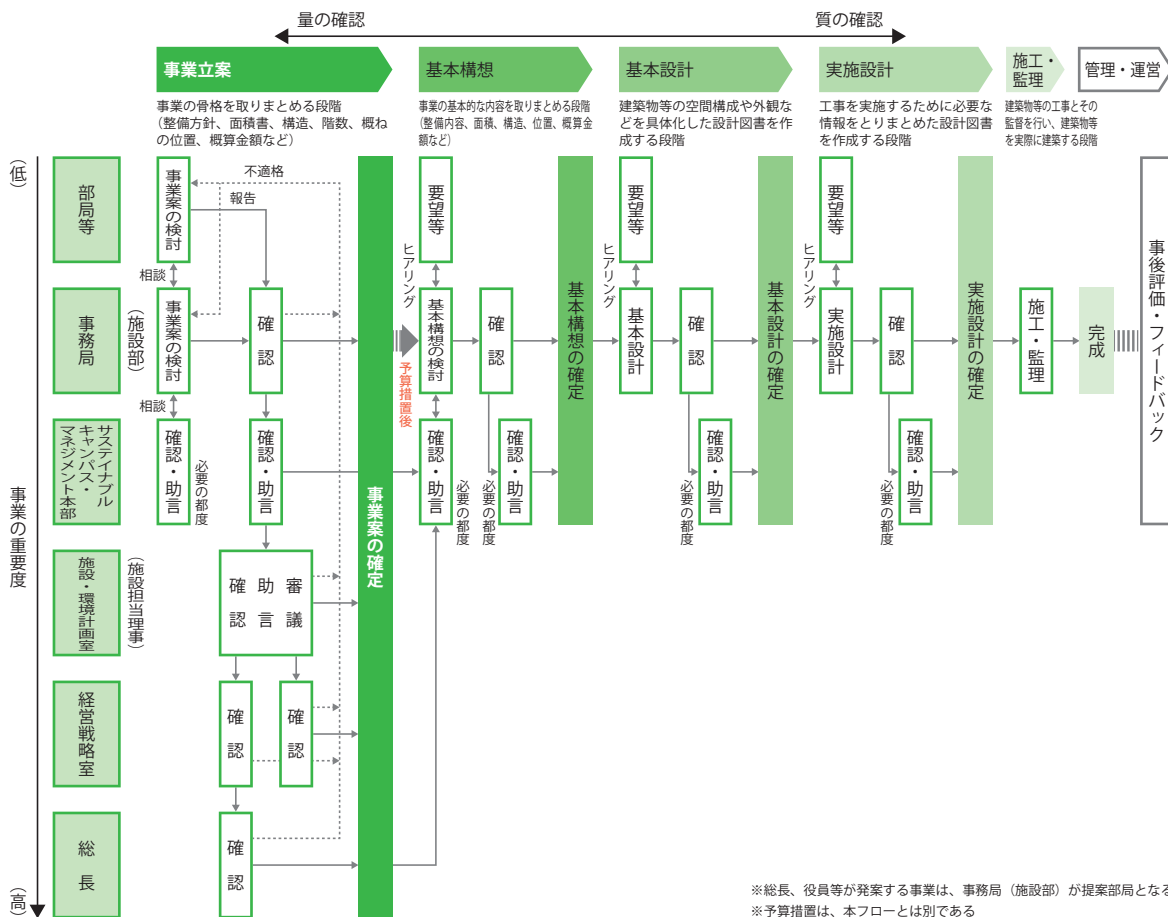 量の確認
質の確認
事業立案
基本構想
基本設計
実施設計
施工・
監理
管理・運営
事業の骨格を取りまとめる段階
（整備方針、面積書、構造、階数、概ね
の位置、概算金額など）
事業の基本的な内容を取りまとめる段階
（整備内容、面積、構造、位置、概算金
額など）
建築物等の空間構成や外観な
どを具体化した設計図書を作
成する段階
工事を実施するために必要な
情報をとりまとめた設計図書
を作成する段階
建築物等の工事とその
監督を行い、建築物等
を実際に建築する段階
（低）
事業の重要度
（高）
部局等
事業案の検討
不適格
報告
相談
要望等
ヒアリング
要望等
ヒアリング
要望等
ヒアリング
事務局
（施設部）
事業案の検討
確認
予算措置後
基本構想の検討
確認
基本構想の確定
基本設計
確認
基本設計の確定
実施設計
確認
実施設計の確定
施工・監理
完成
事後評価・フィードバック
相談
サステイナブル
キャンパス・
マネジメント本部
確認・助言
必要の都度
確認・助言
事業案の確定
確認・助言
必要の都度
確認・助言
必要の都度
確認・助言
必要の都度
確認・助言
必要の都度
施設・環境計画室
（施設担当理事）
審議
助言
確認
経営戦略室
確認
確認
総長
確認
※総長、役員等が発案する事業は、事務局（施設部）が提案部局となる
※予算措置は、本フローとは別である